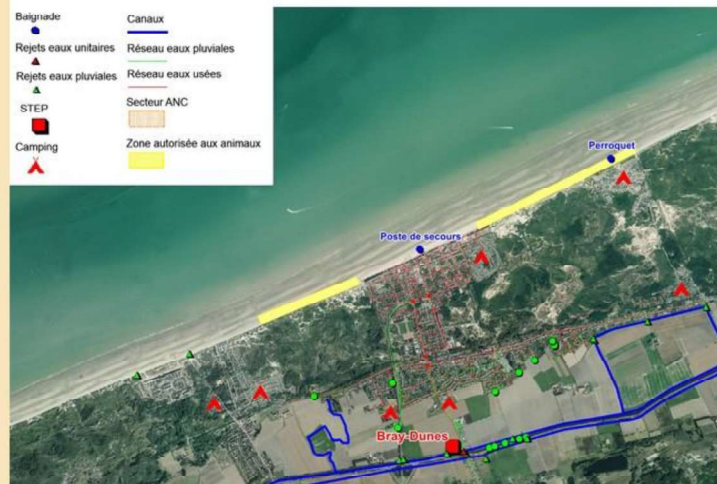 Baignade
Canaux
Rejets eaux unitaires
Réseau eaux pluviales
Rejets eaux pluviales
Réseau eaux usées
STEP
Secteur ANC
Camping
Zone autorisée aux animaux
Perroquet
Poste de secours
Bray-Dunes